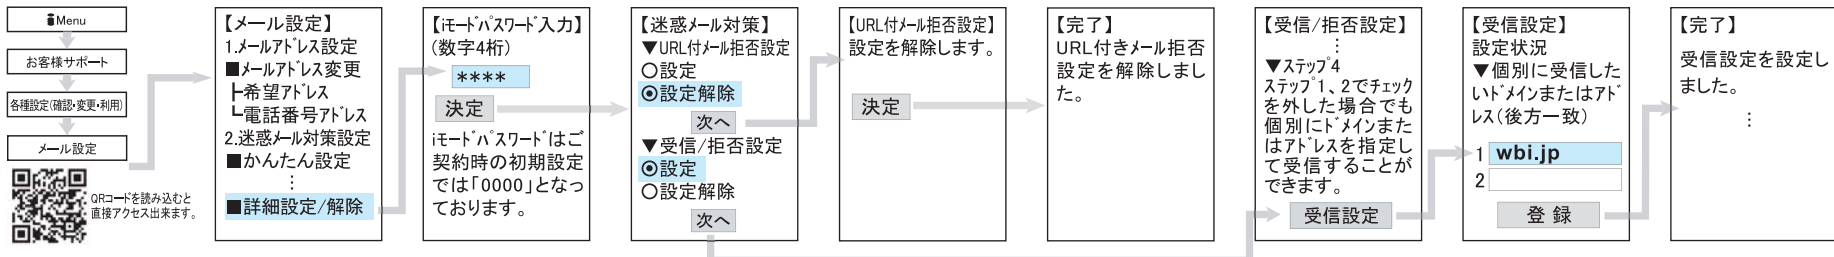 iMenu
お客様サポート
各種設定(確認・変更・利用)
メール設定
QRコードを読み込むと
直接アクセス出来ます。
【メール設定】
1.メールアドレス設定
■メールアドレス変更
├希望アドレス
└電話番号アドレス
2.迷惑メール対策設定
■かんたん設定
⋮
■詳細設定/解除
【iモードパスワード入力】
(数字4桁)
****
決定
iモードパスワードはご
契約時の初期設定
では「0000」となっ
ております。
【迷惑メール対策】
▼URL付メール拒否設定
○設定
◉設定解除
次へ
▼受信/拒否設定
◉設定
○設定解除
次へ
【URL付メール拒否設定】
設定を解除します。
決定
【完了】
URL付きメール拒否
設定を解除しまし
た。
【受信/拒否設定】
⋮
▼ステップ4
ステップ1、2でチェック
を外した場合でも
個別にドメインまた
はアドレスを指定し
て受信することが
できます。
受信設定
【受信設定】
設定状況
▼個別に受信した
いドメインまたはアド
レス(後方一致)
1 wbi.jp
2
登 録
【完了】
受信設定を設定し
ました。
⋮